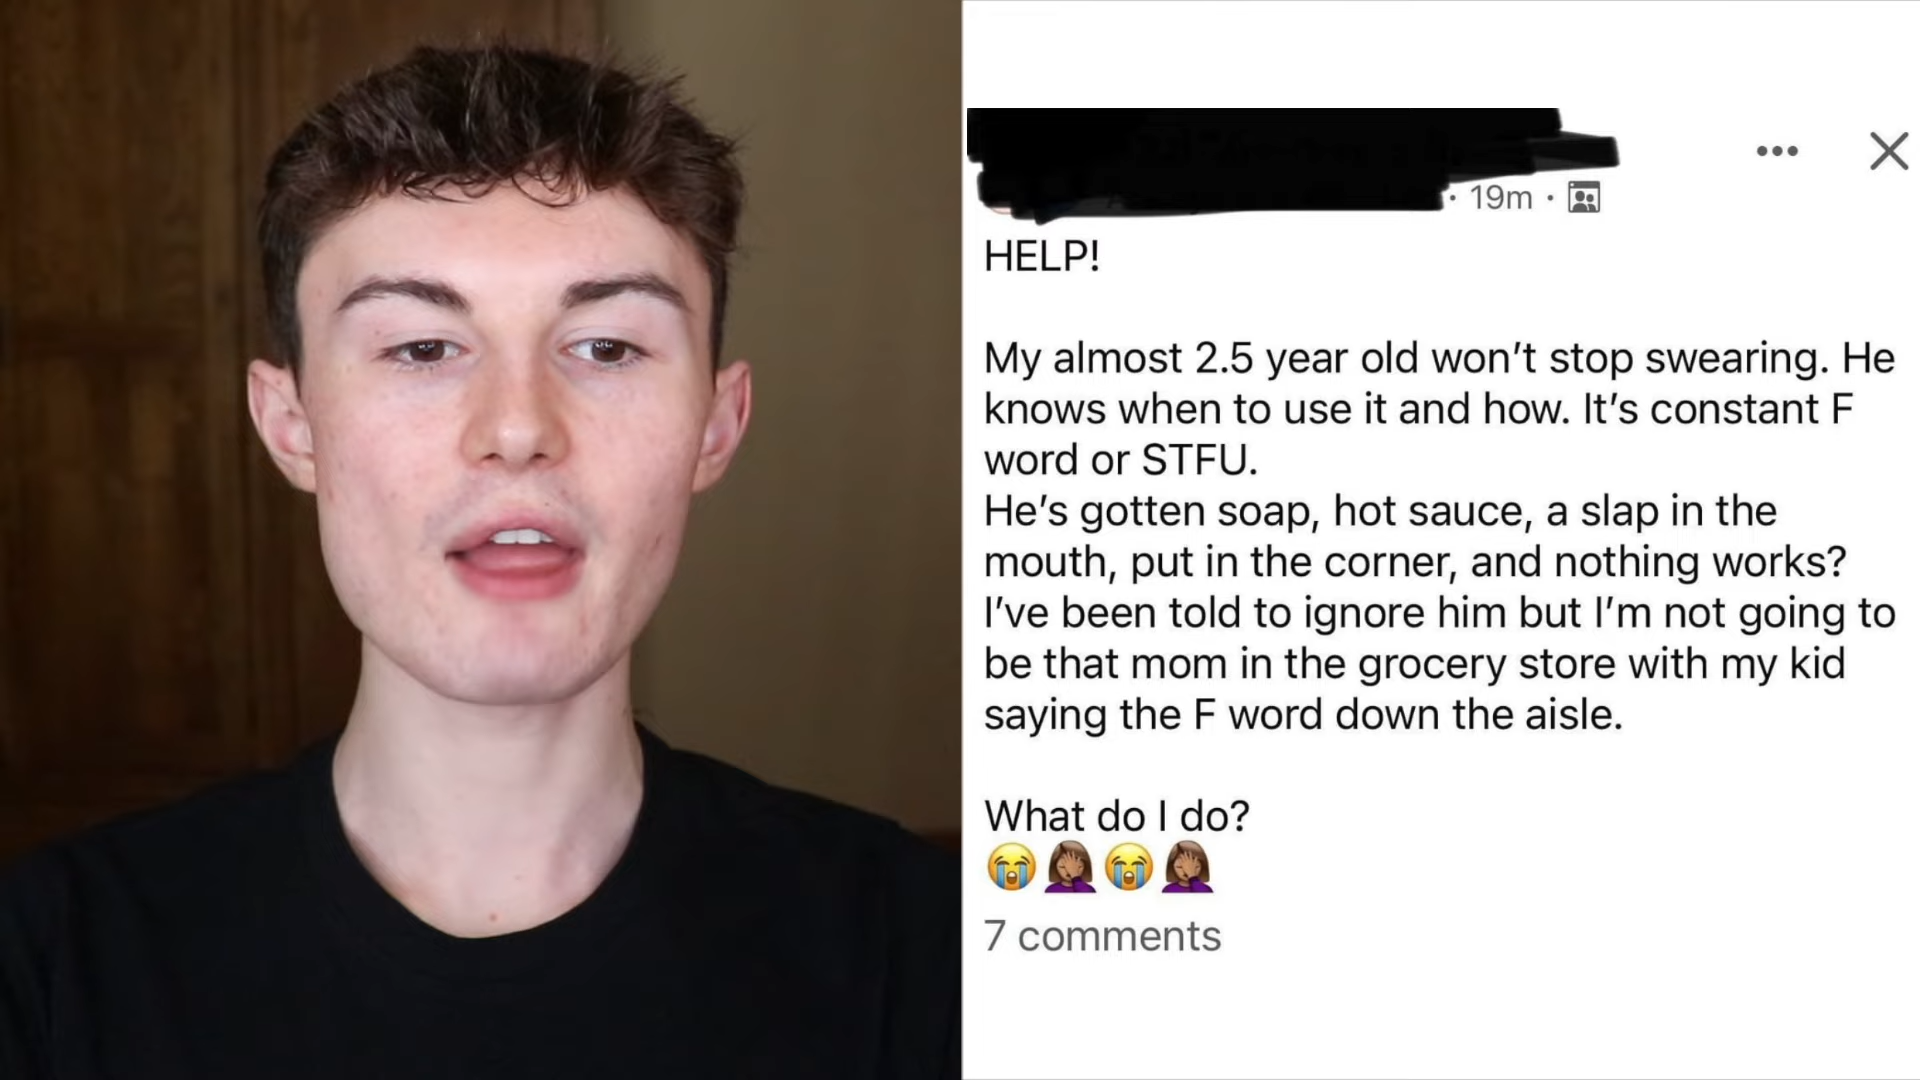 · 19m ·
HELP!
My almost 2.5 year old won’t stop swearing. He
knows when to use it and how. It’s constant F
word or STFU.
He’s gotten soap, hot sauce, a slap in the
mouth, put in the corner, and nothing works?
I’ve been told to ignore him but I’m not going to
be that mom in the grocery store with my kid
saying the F word down the aisle.
What do I do?
😭🤦🏾‍♀️😭🤦🏾‍♀️
7 comments